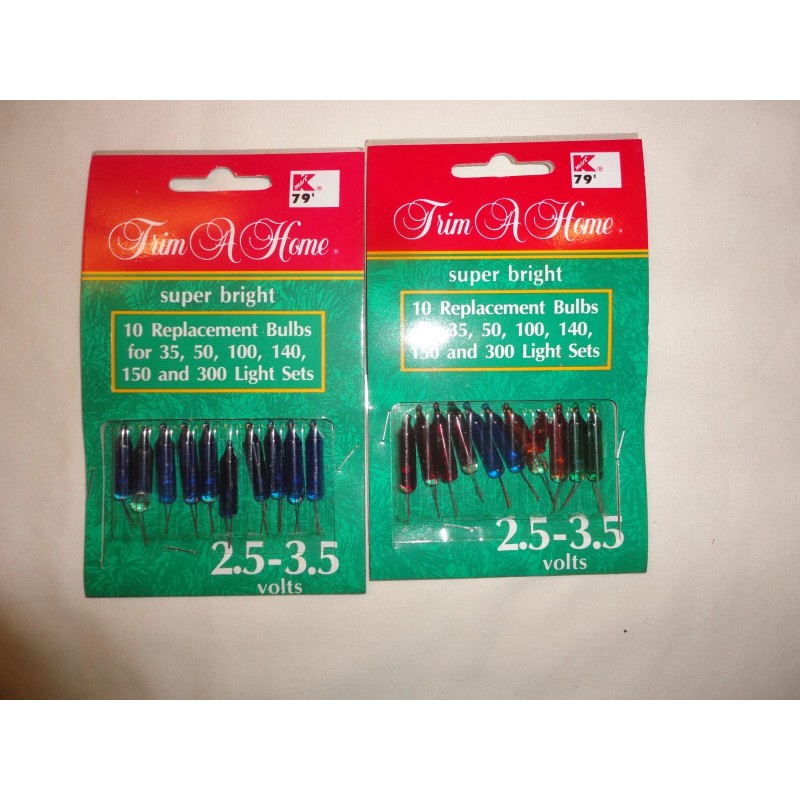 Kmart®
79¢
Trim A Home
super bright
10 Replacement Bulbs
for 35, 50, 100, 140,
150 and 300 Light Sets
2.5-3.5
volts
Kmart®
79¢
Trim A Home
super bright
10 Replacement Bulbs
35, 50, 100, 140,
150 and 300 Light Sets
2.5-3.5
volts